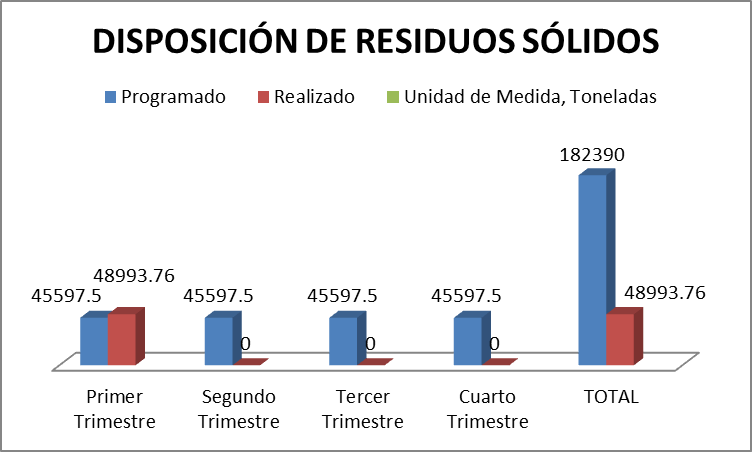 DISPOSICIÓN DE RESIDUOS SÓLIDOS
Programado Realizado Unidad de Medida, Toneladas
182390
48993.76
45597.5 45597.5 45597.5 45597.5 48993.76
0 0 0
Primer Segundo Tercer Cuarto TOTAL
Trimestre Trimestre Trimestre Trimestre